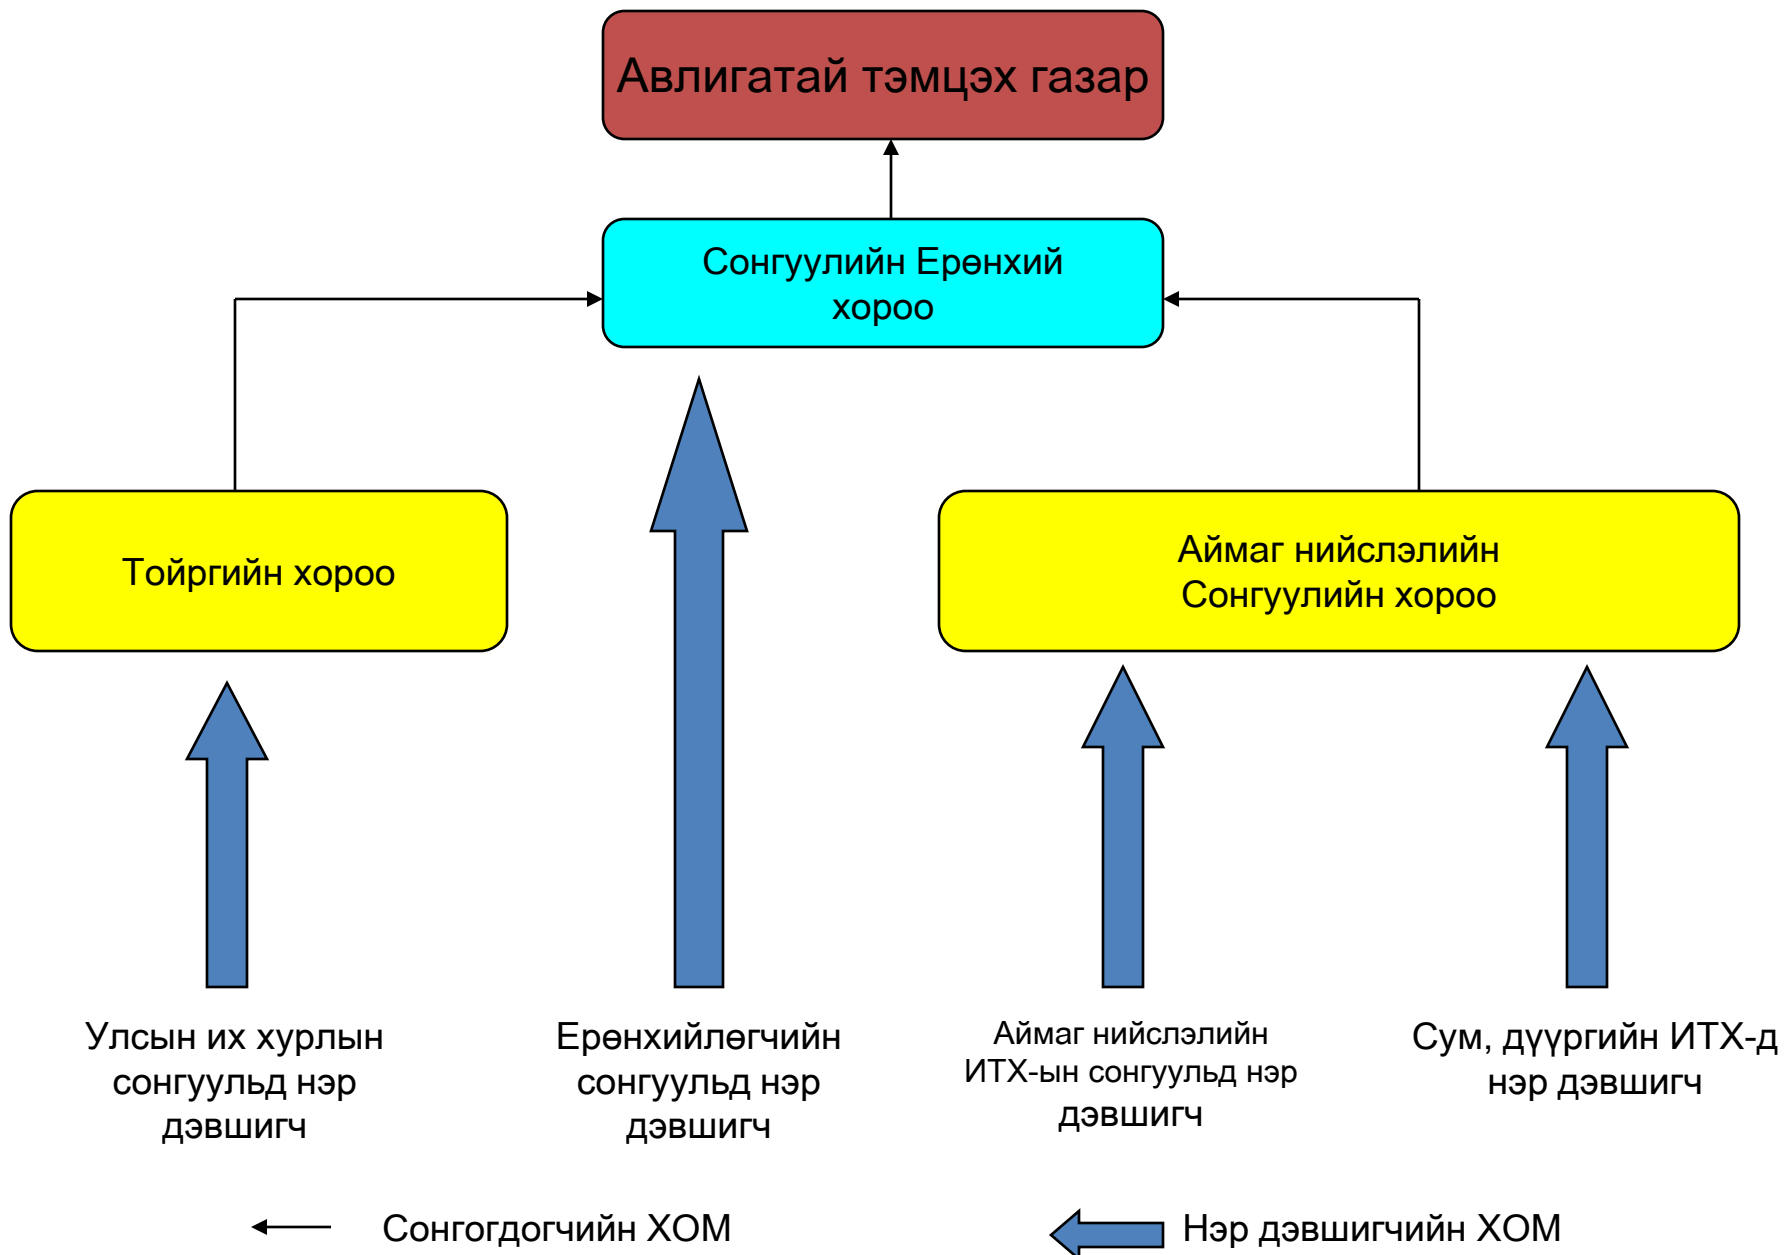 Авлигатай тэмцэх газар
Сонгуулийн Ерөнхий
хороо
Тойргийн хороо
Аймаг нийслэлийн
Сонгуулийн хороо
Улсын их хурлын
сонгуульд нэр
дэвшигч
Ерөнхийлөгчийн
сонгуульд нэр
дэвшигч
Аймаг нийслэлийн
ИТХ-ын сонгуульд нэр
дэвшигч
Сум, дүүргийн ИТХ-д
нэр дэвшигч
Сонгогдогчийн ХОМ
Нэр дэвшигчийн ХОМ